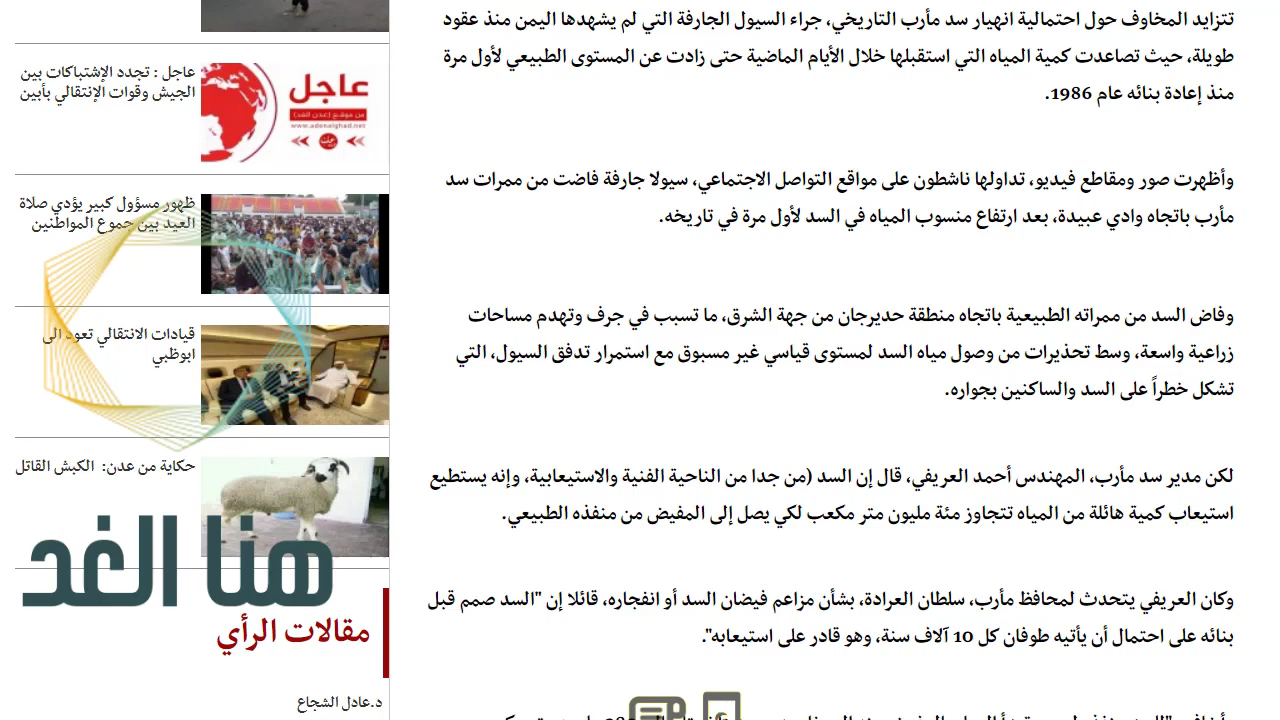 تتزايد المخاوف حول احتمالية انهيار سد مأرب التاريخي، جراء السيول الجارفة التي لم يشهدها اليمن منذ عقود
طويلة، حيث تصاعدت كمية المياه التي استقبلها خلال الأيام الماضية حتى زادت عن المستوى الطبيعي لأول مرة
منذ إعادة بنائه عام 1986.
وأظهرت صور ومقاطع فيديو، تداولها ناشطون على مواقع التواصل الاجتماعي، سيولا جارفة فاضت من ممرات سد
مأرب باتجاه وادي عبيدة، بعد ارتفاع منسوب المياه في السد لأول مرة في تاريخه.
وفاض السد من ممراته الطبيعية باتجاه منطقة حديرجان من جهة الشرق، ما تسبب في جرف وتهدم مساحات
زراعية واسعة، وسط تحذيرات من وصول مياه السد لمستوى قياسي غير مسبوق مع استمرار تدفق السيول، التي
تشكل خطراً على السد والساكنين بجواره.
لكن مدير سد مأرب، المهندس أحمد العريفي، قال إن السد (من جدا من الناحية الفنية والاستيعابية، وإنه يستطيع
استيعاب كمية هائلة من المياه تتجاوز مئة مليون متر مكعب لكي يصل إلى المفيض من منفذه الطبيعي.
وكان العريفي يتحدث لمحافظ مأرب، سلطان العرادة، بشأن مزاعم فيضان السد أو انفجاره، قائلا إن "السد صمم قبل
بنائه على احتمال أن يأتيه طوفان كل 10 آلاف سنة، وهو قادر على استيعابه".
عاجل : تجدد الإشتباكات بين
الجيش وقوات الإنتقالي بأبين
عاجل
من موقع (عدن الغد)
www.adenalghad.net
ظهور مسؤول كبير يؤدي صلاة
العيد بين جموع المواطنين
قيادات الانتقالي تعود الى
ابوظبي
حكاية من عدن: الكبش القاتل
هنا الغد
مقالات الرأي
د.عادل الشجاع